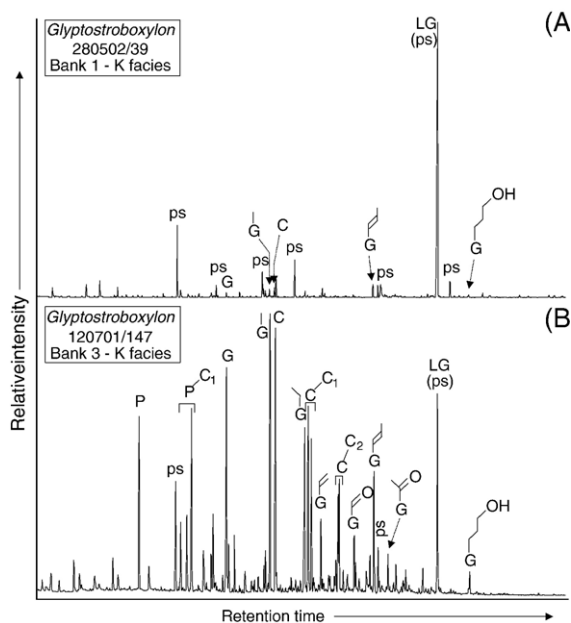 Glyptostroboxylon
280502/39
Bank 1 - K facies
(A)
LG
(ps)
ps
ps
G
ps
G
C
ps
G
ps
ps
G
OH
Glyptostroboxylon
120701/147
Bank 3 - K facies
(B)
P
ps
P
C1
G
G
C
G
C
C1
G
C
C2
G
O
G
ps
G
O
LG
(ps)
G
OH
Relativeintensity
Retention time